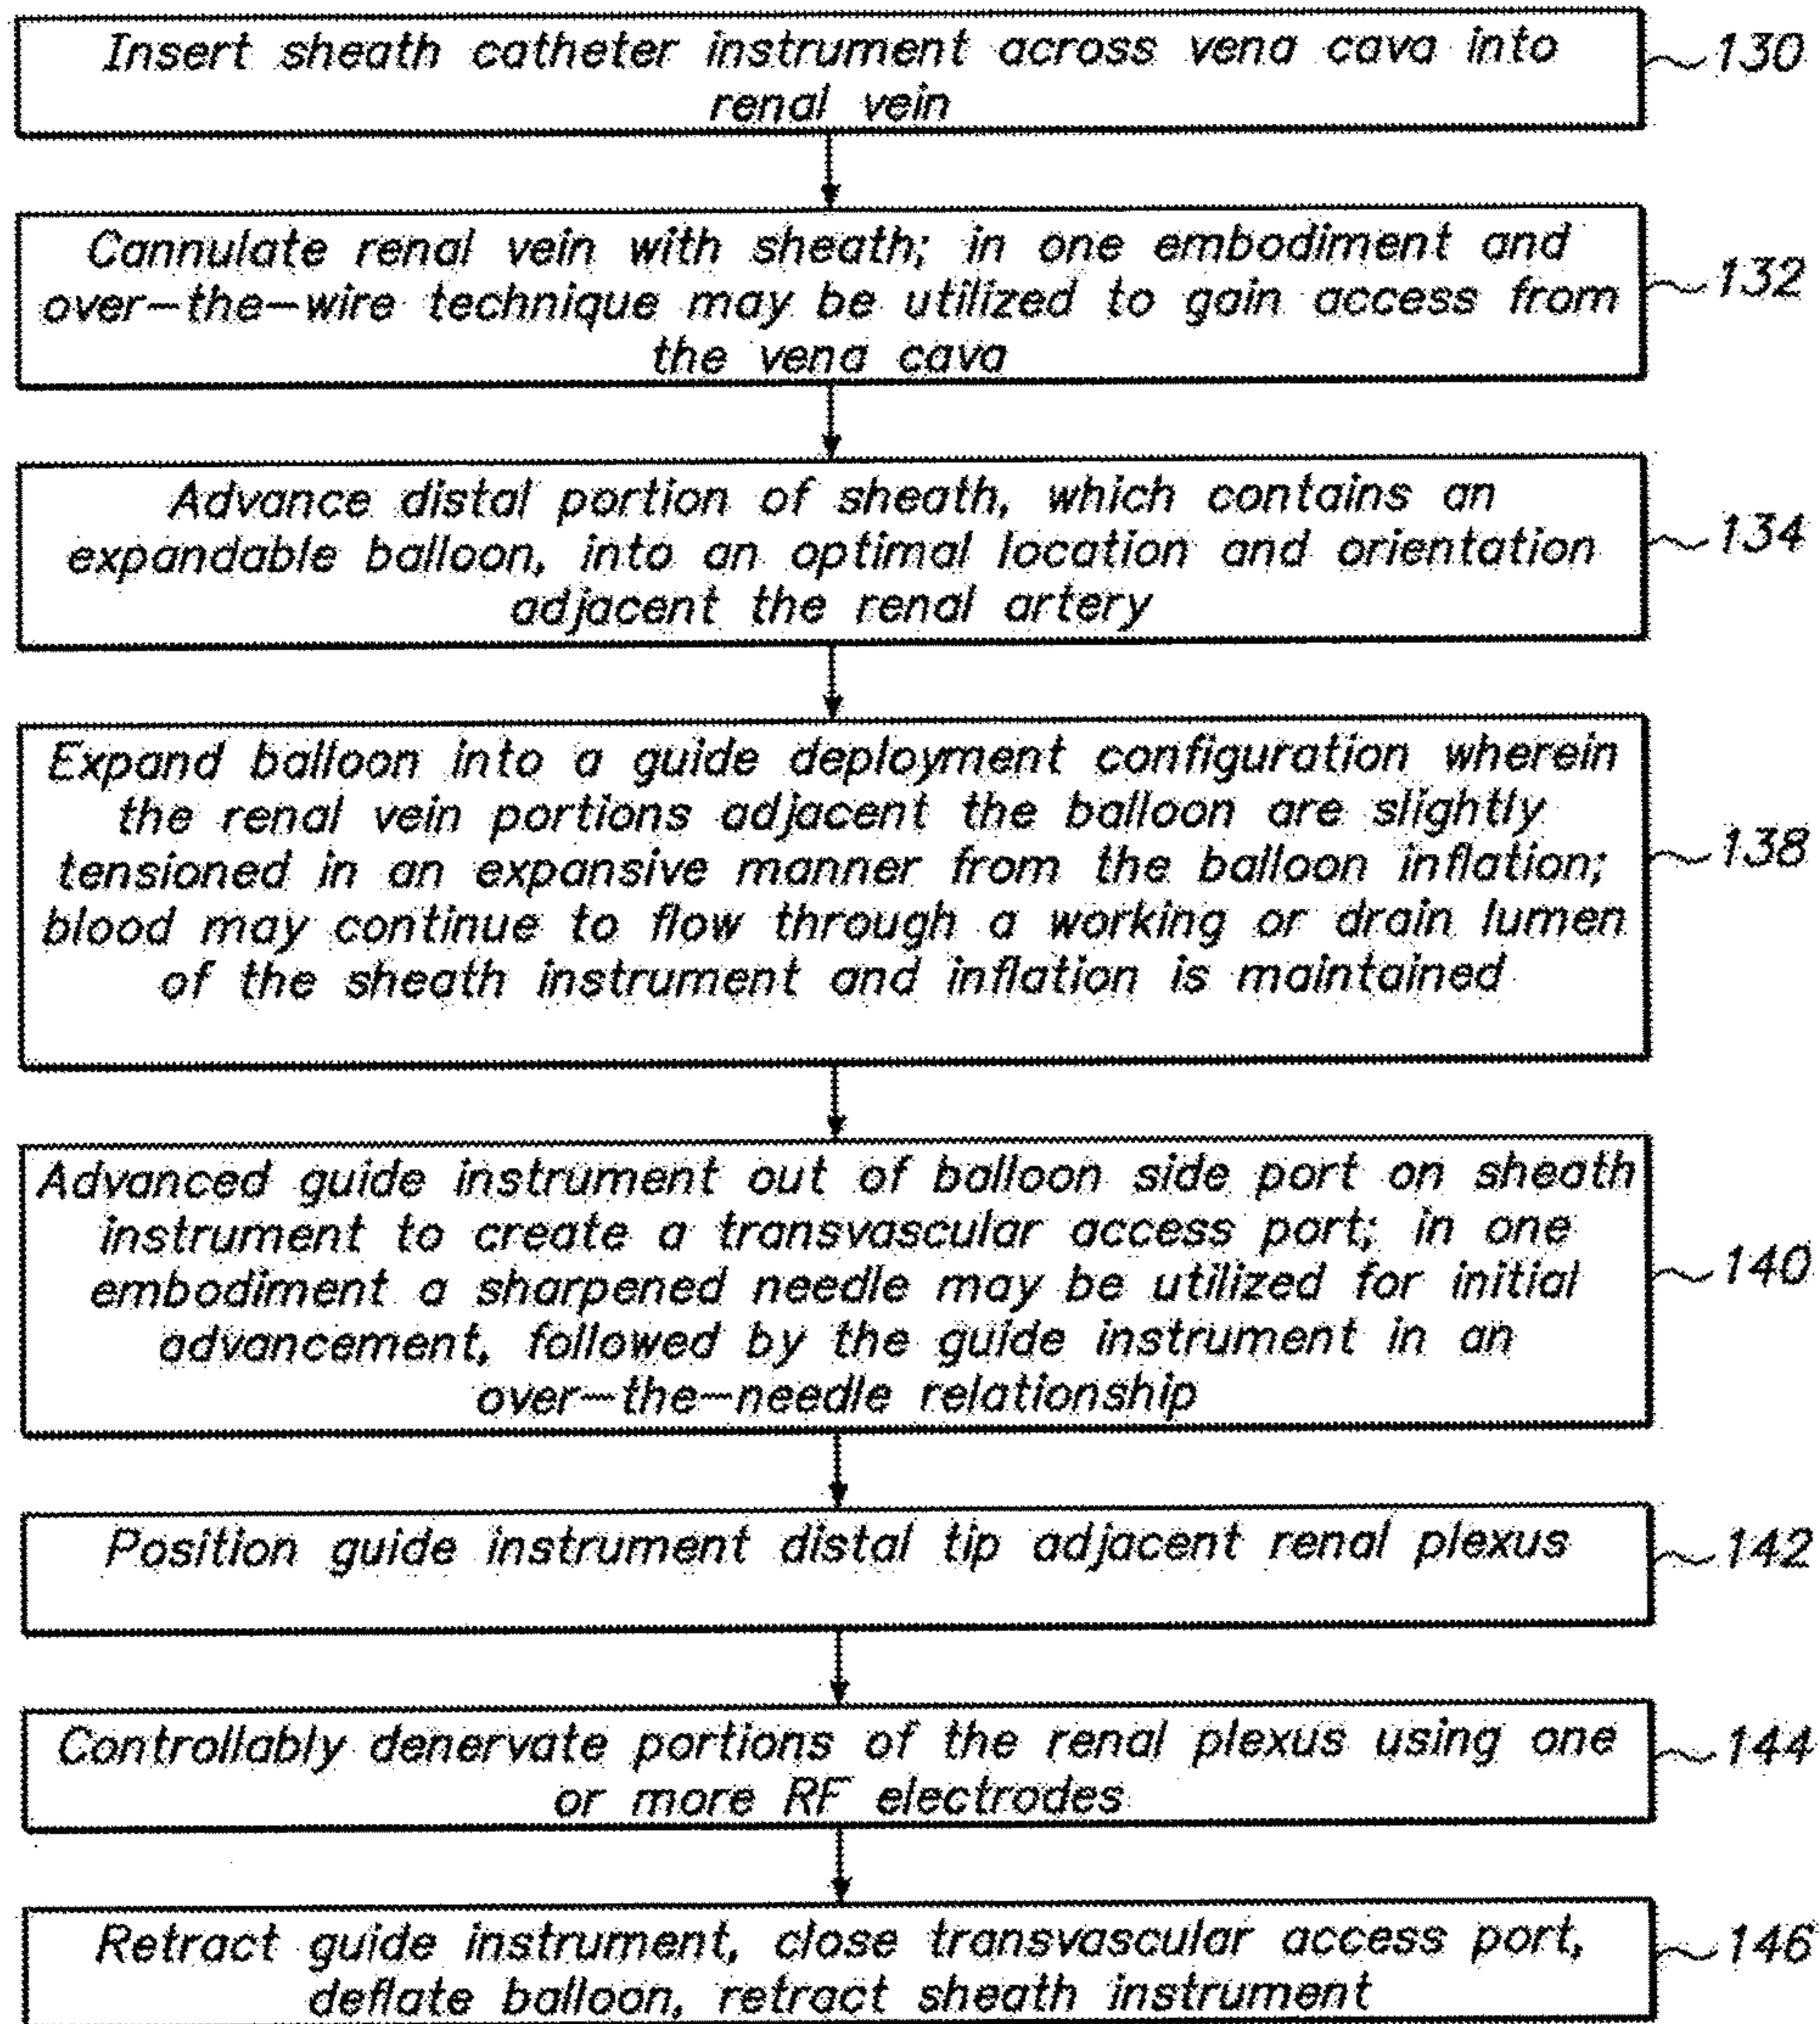 Insert sheath catheter instrument across vena cava into
renal vein
130
Cannulate renal vein with sheath; in one embodiment and
over-the-wire technique may be utilized to gain access from
the vena cava
132
Advance distal portion of sheath, which contains an
expandable balloon, into an optimal location and orientation
adjacent the renal artery
134
Expand balloon into a guide deployment configuration wherein
the renal vein portions adjacent the balloon are slightly
tensioned in an expansive manner from the balloon inflation;
blood may continue to flow through a working or drain lumen
of the sheath instrument and inflation is maintained
138
Advanced guide instrument out of balloon side port on sheath
instrument to create a transvascular access port; in one
embodiment a sharpened needle may be utilized for initial
advancement, followed by the guide instrument in an
over-the-needle relationship
140
Position guide instrument distal tip adjacent renal plexus
142
Controllably denervate portions of the renal plexus using one
or more RF electrodes
144
Retract guide instrument, close transvascular access port,
deflate balloon, retract sheath instrument
146